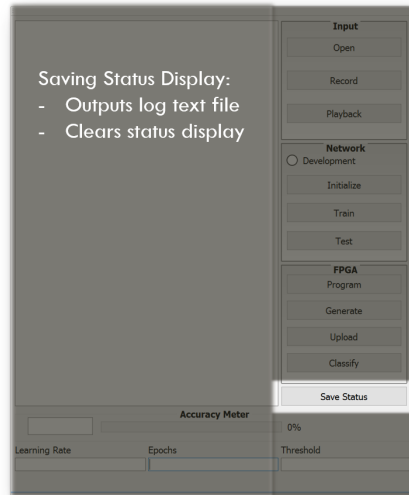 Saving Status Display:
- Outputs log text file
- Clears status display
Input
Open
Record
Playback
Network
Development
Initialize
Train
Test
FPGA
Program
Generate
Upload
Classify
Save Status
Accuracy Meter
0%
Learning Rate Epochs Threshold